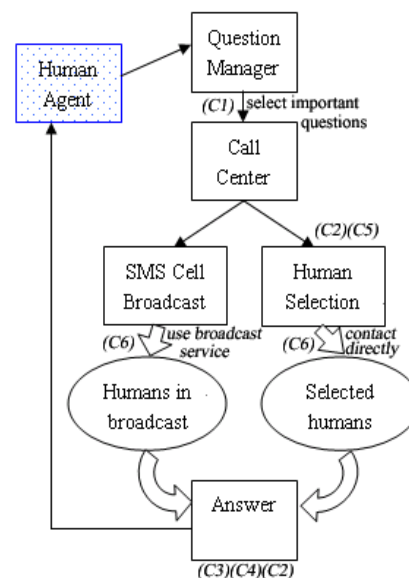 Question
Manager
Human
Agent
(C1)
select important
questions
Call
Center
(C2)(C5)
SMS Cell
Broadcast
Human
Selection
(C6)
use broadcast
service
(C6)
contact
directly
Humans in
broadcast
Selected
humans
Answer
(C3)(C4)(C2)